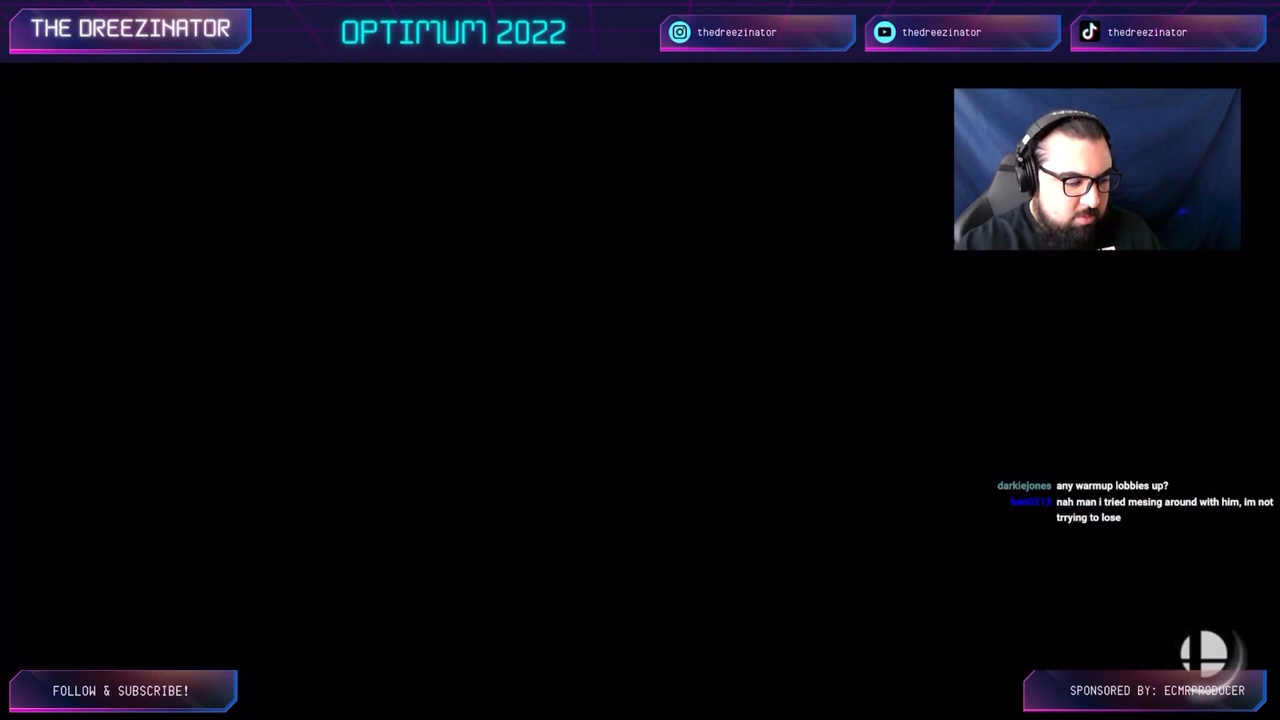 THE DREEZINATOR
OPTIMUM 2022
thedreezinator
thedreezinator
thedreezinator
darkiejones any warmup lobbies up?
nah man i tried mesing around with him, im not
trrying to lose
FOLLOW & SUBSCRIBE!
SPONSORED BY: ECMRPRODUCER